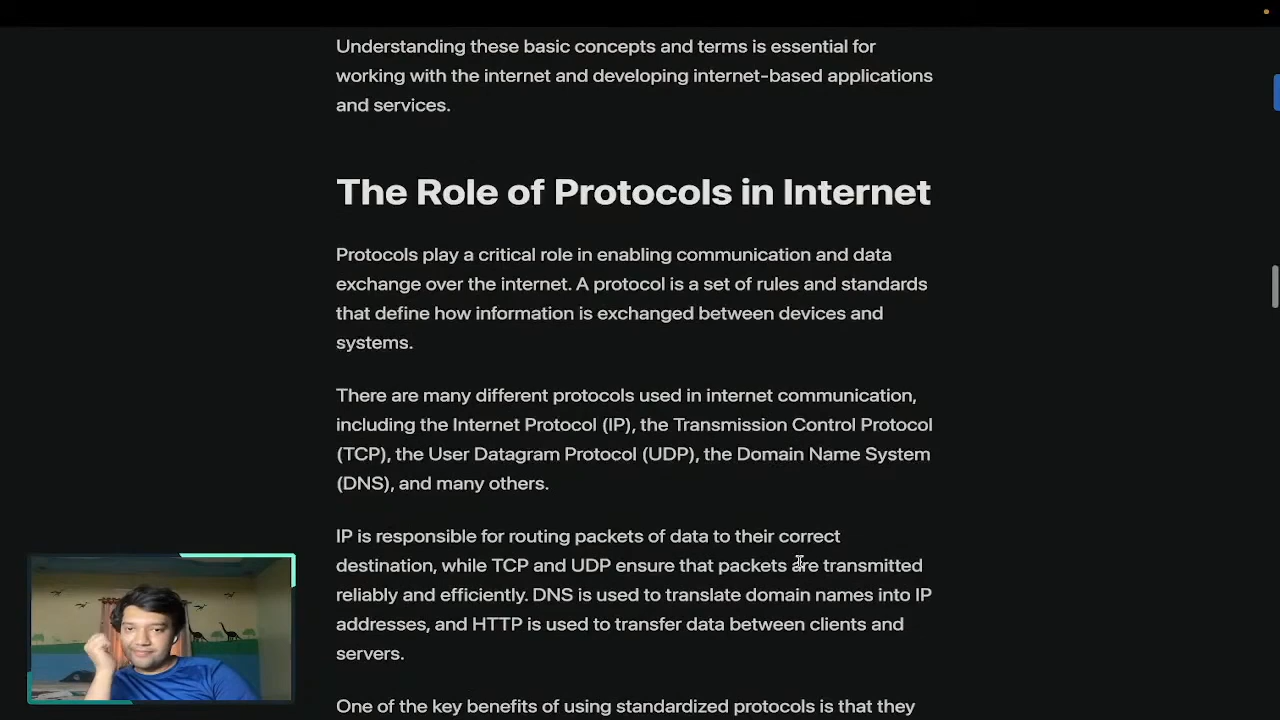 Understanding these basic concepts and terms is essential for
working with the internet and developing internet-based applications
and services.
The Role of Protocols in Internet
Protocols play a critical role in enabling communication and data
exchange over the internet. A protocol is a set of rules and standards
that define how information is exchanged between devices and
systems.
There are many different protocols used in internet communication,
including the Internet Protocol (IP), the Transmission Control Protocol
(TCP), the User Datagram Protocol (UDP), the Domain Name System
(DNS), and many others.
IP is responsible for routing packets of data to their correct
destination, while TCP and UDP ensure that packets are transmitted
reliably and efficiently. DNS is used to translate domain names into IP
addresses, and HTTP is used to transfer data between clients and
servers.
One of the key benefits of using standardized protocols is that they